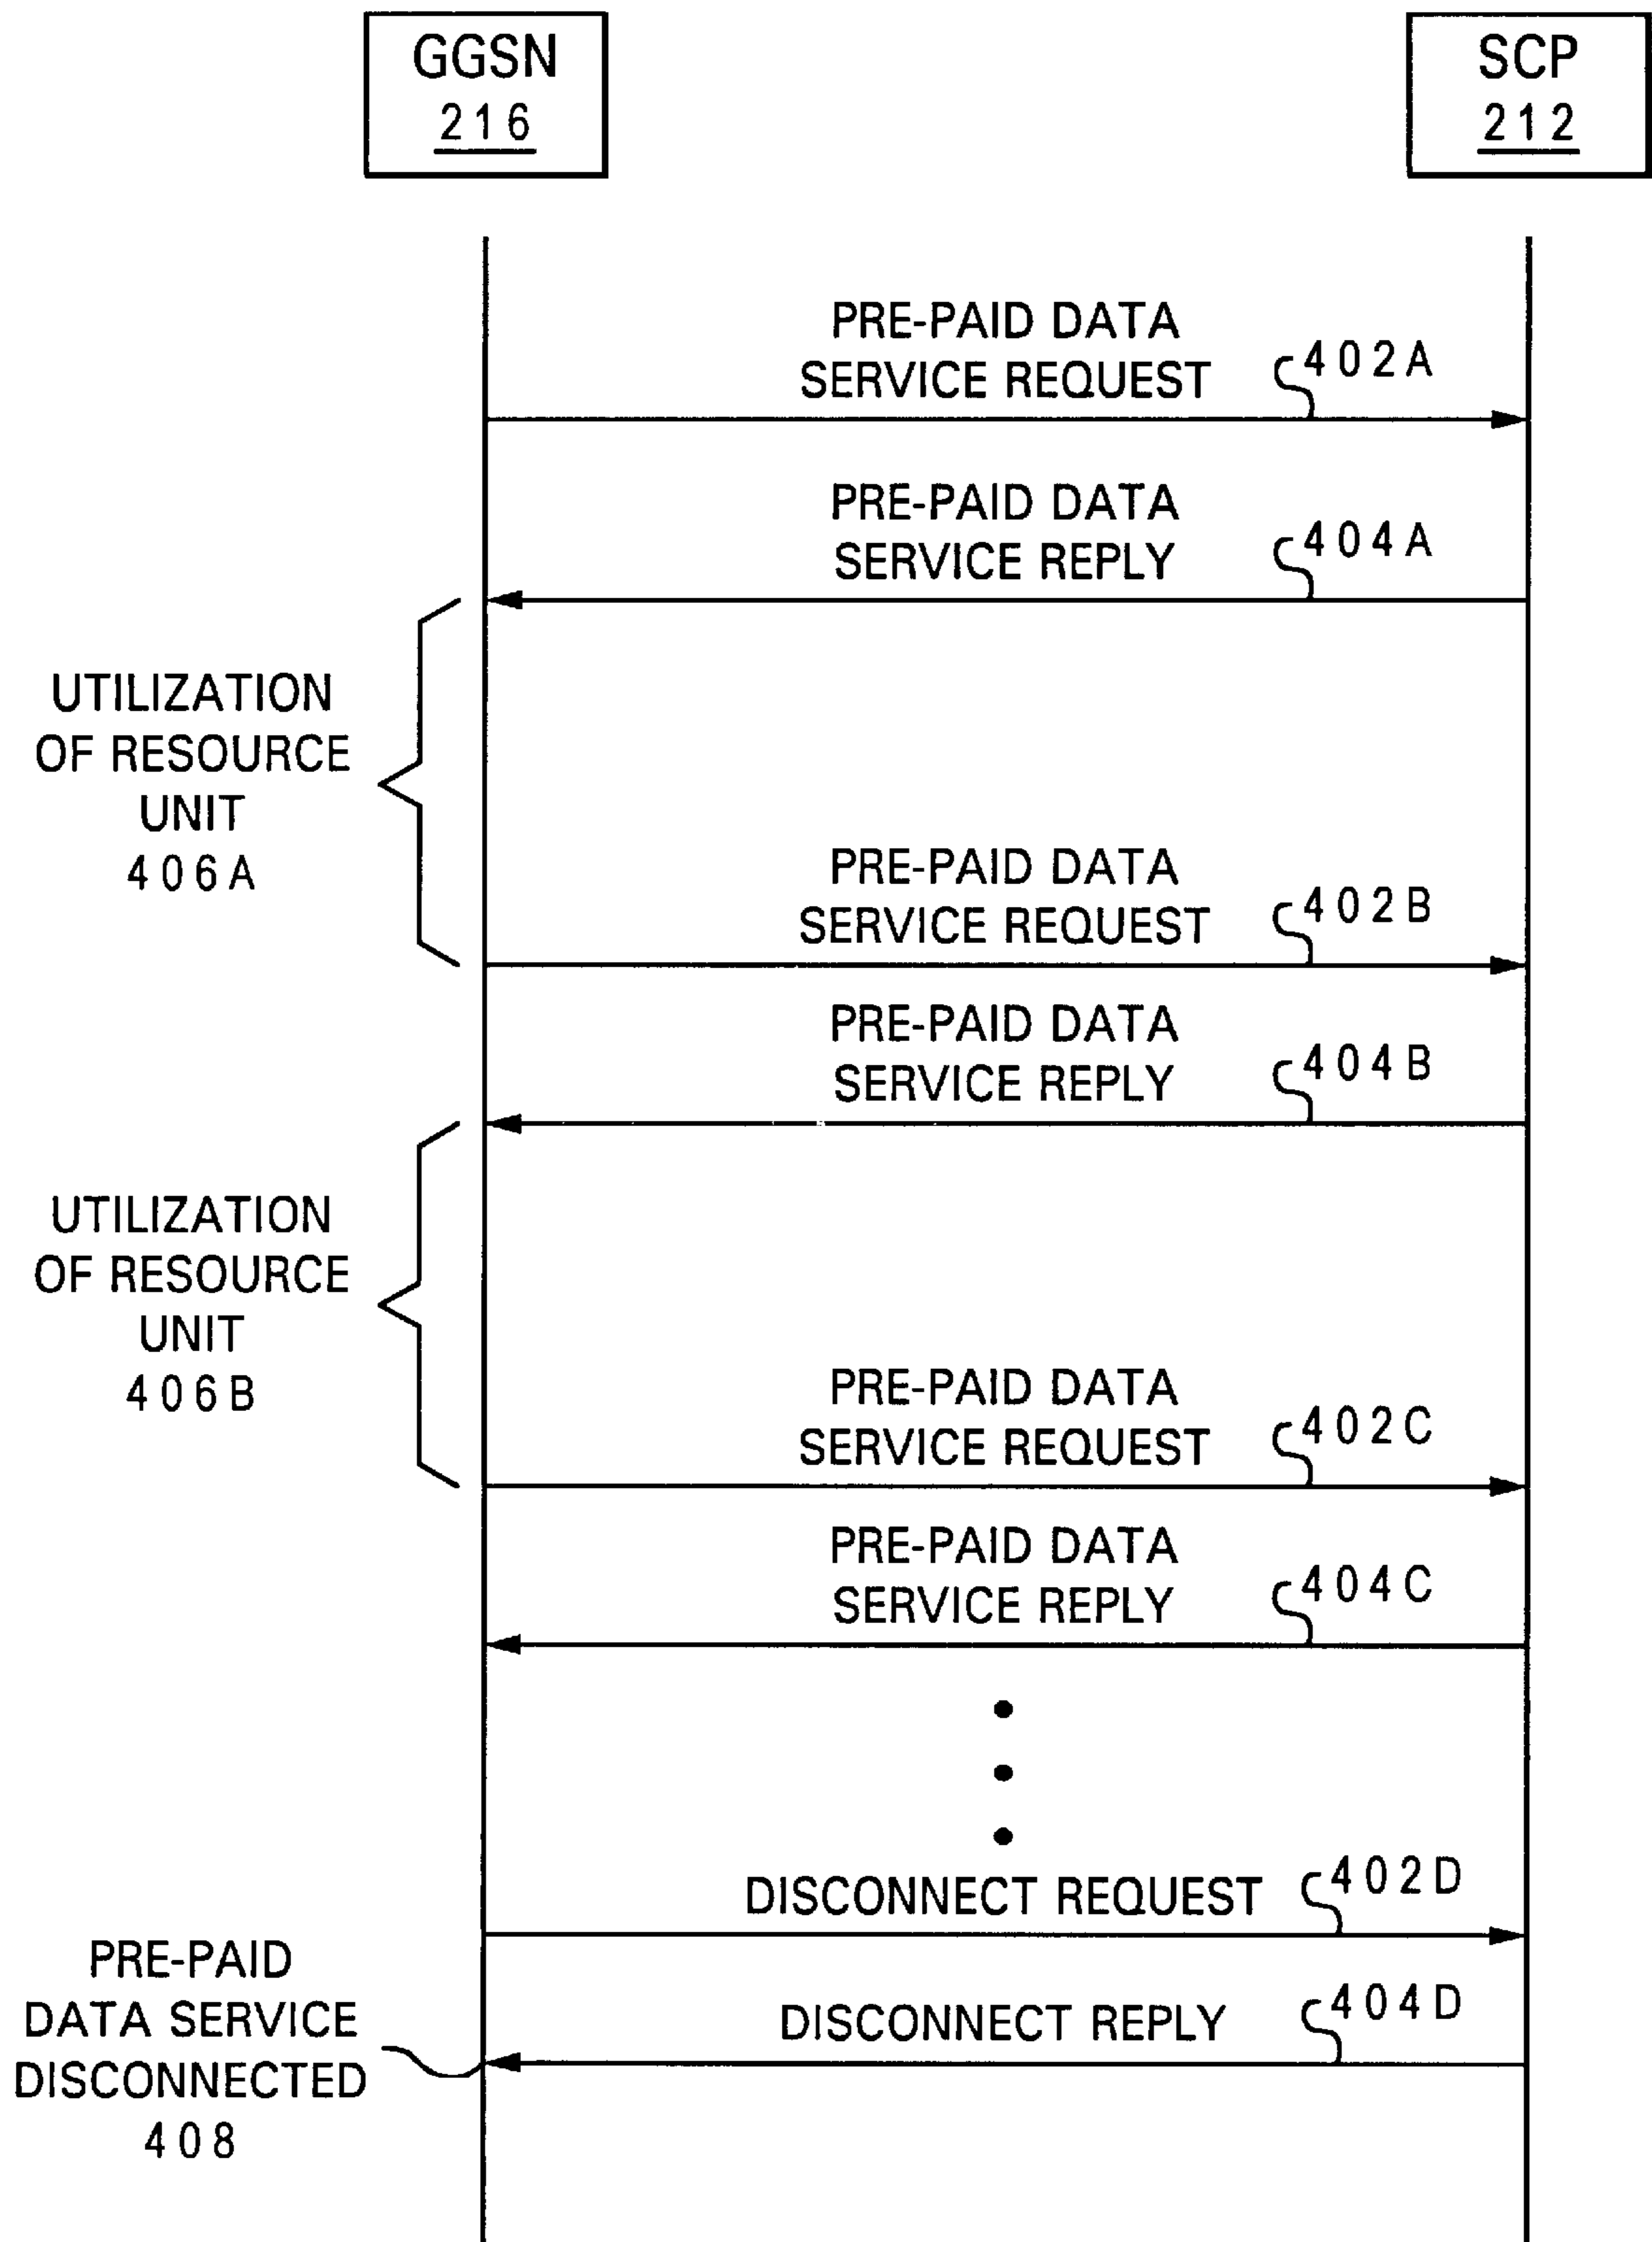 GGSN
216
SCP
212
PRE-PAID DATA
SERVICE REQUEST
402A
PRE-PAID DATA
SERVICE REPLY
404A
UTILIZATION
OF RESOURCE
UNIT
406A
PRE-PAID DATA
SERVICE REQUEST
402B
PRE-PAID DATA
SERVICE REPLY
404B
UTILIZATION
OF RESOURCE
UNIT
406B
PRE-PAID DATA
SERVICE REQUEST
402C
PRE-PAID DATA
SERVICE REPLY
404C
DISCONNECT REQUEST
402D
PRE-PAID
DATA SERVICE
DISCONNECTED
408
DISCONNECT REPLY
404D